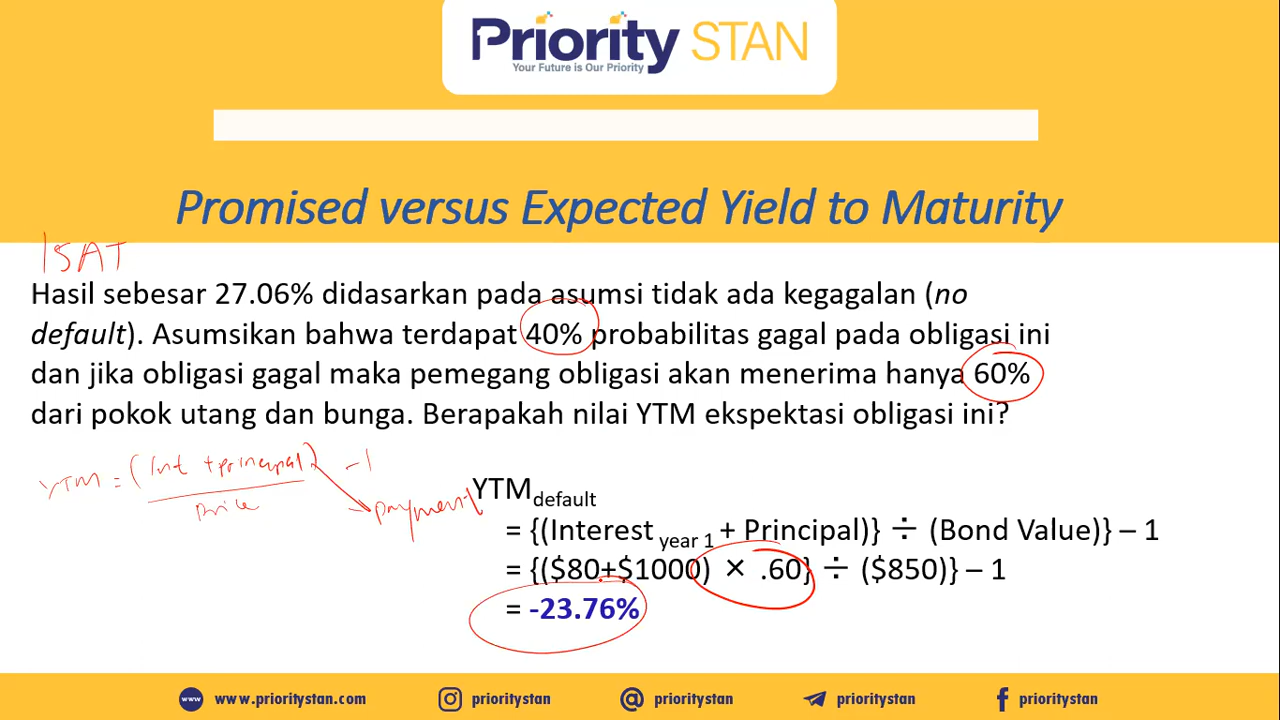 Priority STAN
Your Future is Our Priority
Promised versus Expected Yield to Maturity
ISAT
Hasil sebesar 27.06% didasarkan pada asumsi tidak ada kegagalan (no
default). Asumsikan bahwa terdapat 40% probabilitas gagal pada obligasi ini
dan jika obligasi gagal maka pemegang obligasi akan menerima hanya 60%
dari pokok utang dan bunga. Berapakah nilai YTM ekspektasi obligasi ini?
YTM = (Int + principal) - 1
Price
payment
YTM default
= {(Interest year 1 + Principal)} ÷ (Bond Value)} – 1
= {($80+$1000) × .60} ÷ ($850)} – 1
= -23.76%
www www.prioritystan.com prioritystan prioritystan prioritystan prioritystan